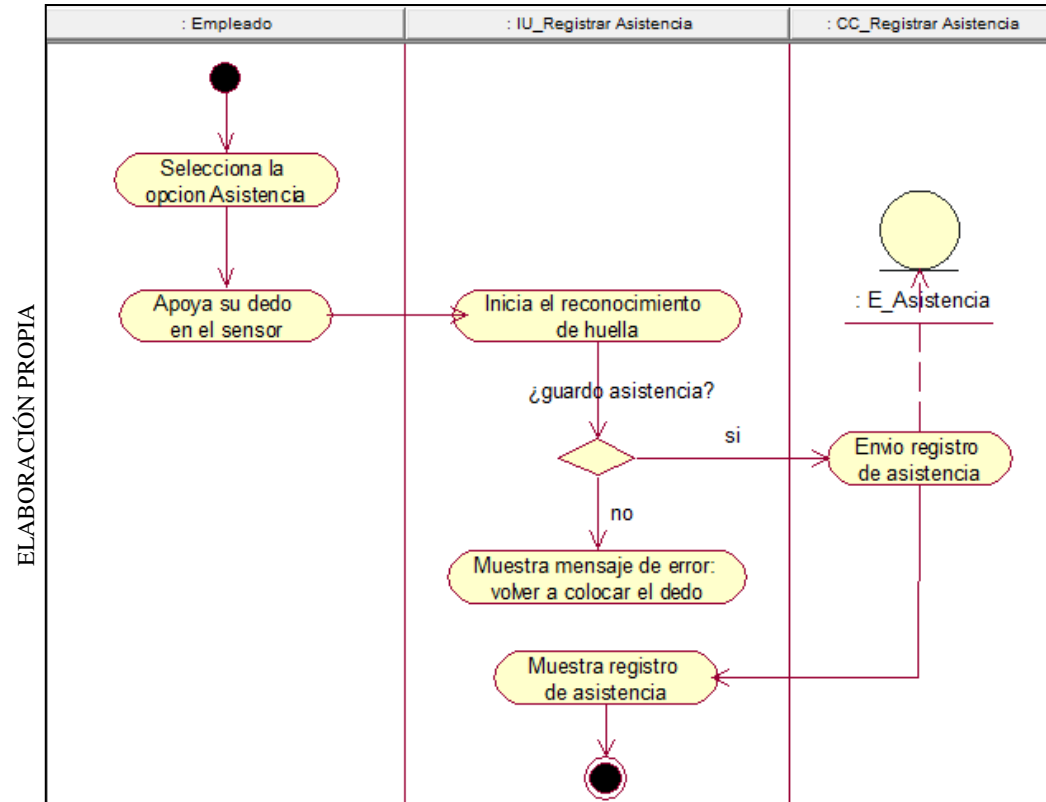 : Empleado
: IU_Registrar Asistencia
: CC_Registrar Asistencia
Selecciona la
opcion Asistencia
Apoya su dedo
en el sensor
Inicia el reconocimiento
de huella
: E_Asistencia
¿guardo asistencia?
si
Envio registro
de asistencia
no
Muestra mensaje de error:
volver a colocar el dedo
Muestra registro
de asistencia
ELABORACIÓN PROPIA